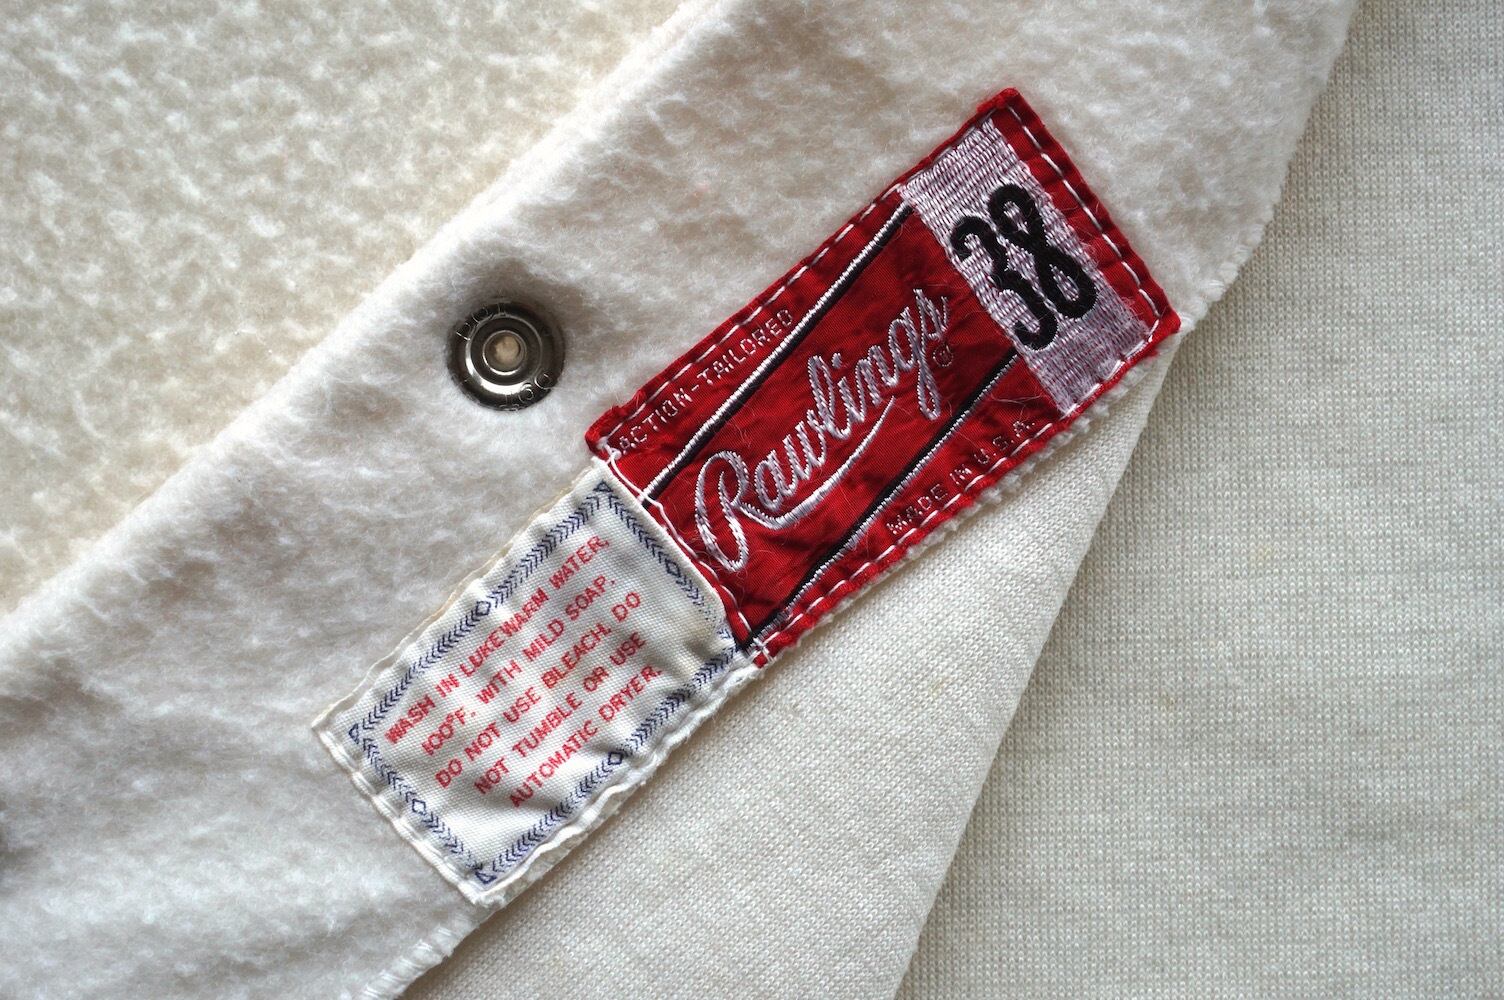 ACTION-TAILORED
Rawlings®
38
MADE IN U.S.A.
WASH IN LUKEWARM WATER,
100°F. WITH MILD SOAP.
DO NOT USE BLEACH. DO
NOT TUMBLE OR USE
AUTOMATIC DRYER.
DOT